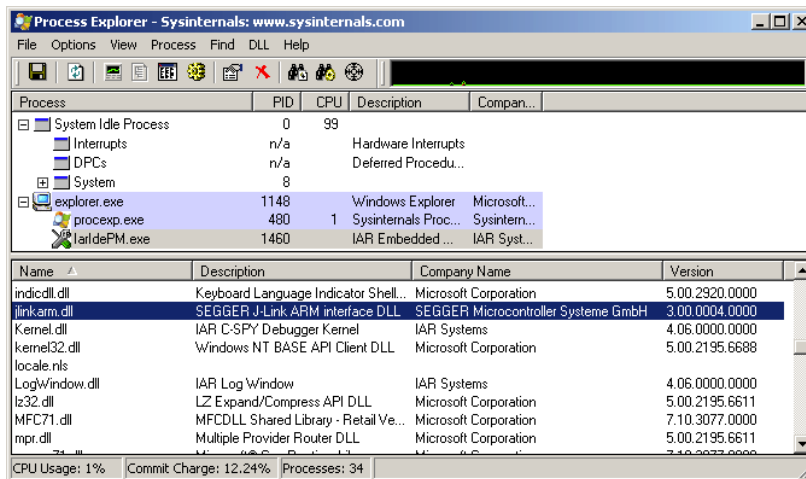 Process Explorer - Sysinternals: www.sysinternals.com
File Options View Process Find DLL Help
Process PID CPU Description Compan...
System Idle Process 0 99
Interrupts n/a Hardware Interrupts
DPCs n/a Deferred Procedu...
System 8
explorer.exe 1148 Windows Explorer Microsoft...
procexp.exe 480 1 Sysinternals Proc... Sysintern...
IarIdePM.exe 1460 IAR Embedded ... IAR Syst...
Name Description Company Name Version
indicdll.dll Keyboard Language Indicator Shell... Microsoft Corporation 5.00.2920.0000
jlinkarm.dll SEGGER J-Link ARM interface DLL SEGGER Microcontroller Systeme GmbH 3.00.0004.0000
Kernel.dll IAR C-SPY Debugger Kernel IAR Systems 4.06.0000.0000
kernel32.dll Windows NT BASE API Client DLL Microsoft Corporation 5.00.2195.6688
locale.nls
LogWindow.dll IAR Log Window IAR Systems 4.06.0000.0000
lz32.dll LZ Expand/Compress API DLL Microsoft Corporation 5.00.2195.6611
MFC71.dll MFCDLL Shared Library - Retail Ve... Microsoft Corporation 7.10.3077.0000
mpr.dll Multiple Provider Router DLL Microsoft Corporation 5.00.2195.6611
CPU Usage: 1% Commit Charge: 12.24% Processes: 34